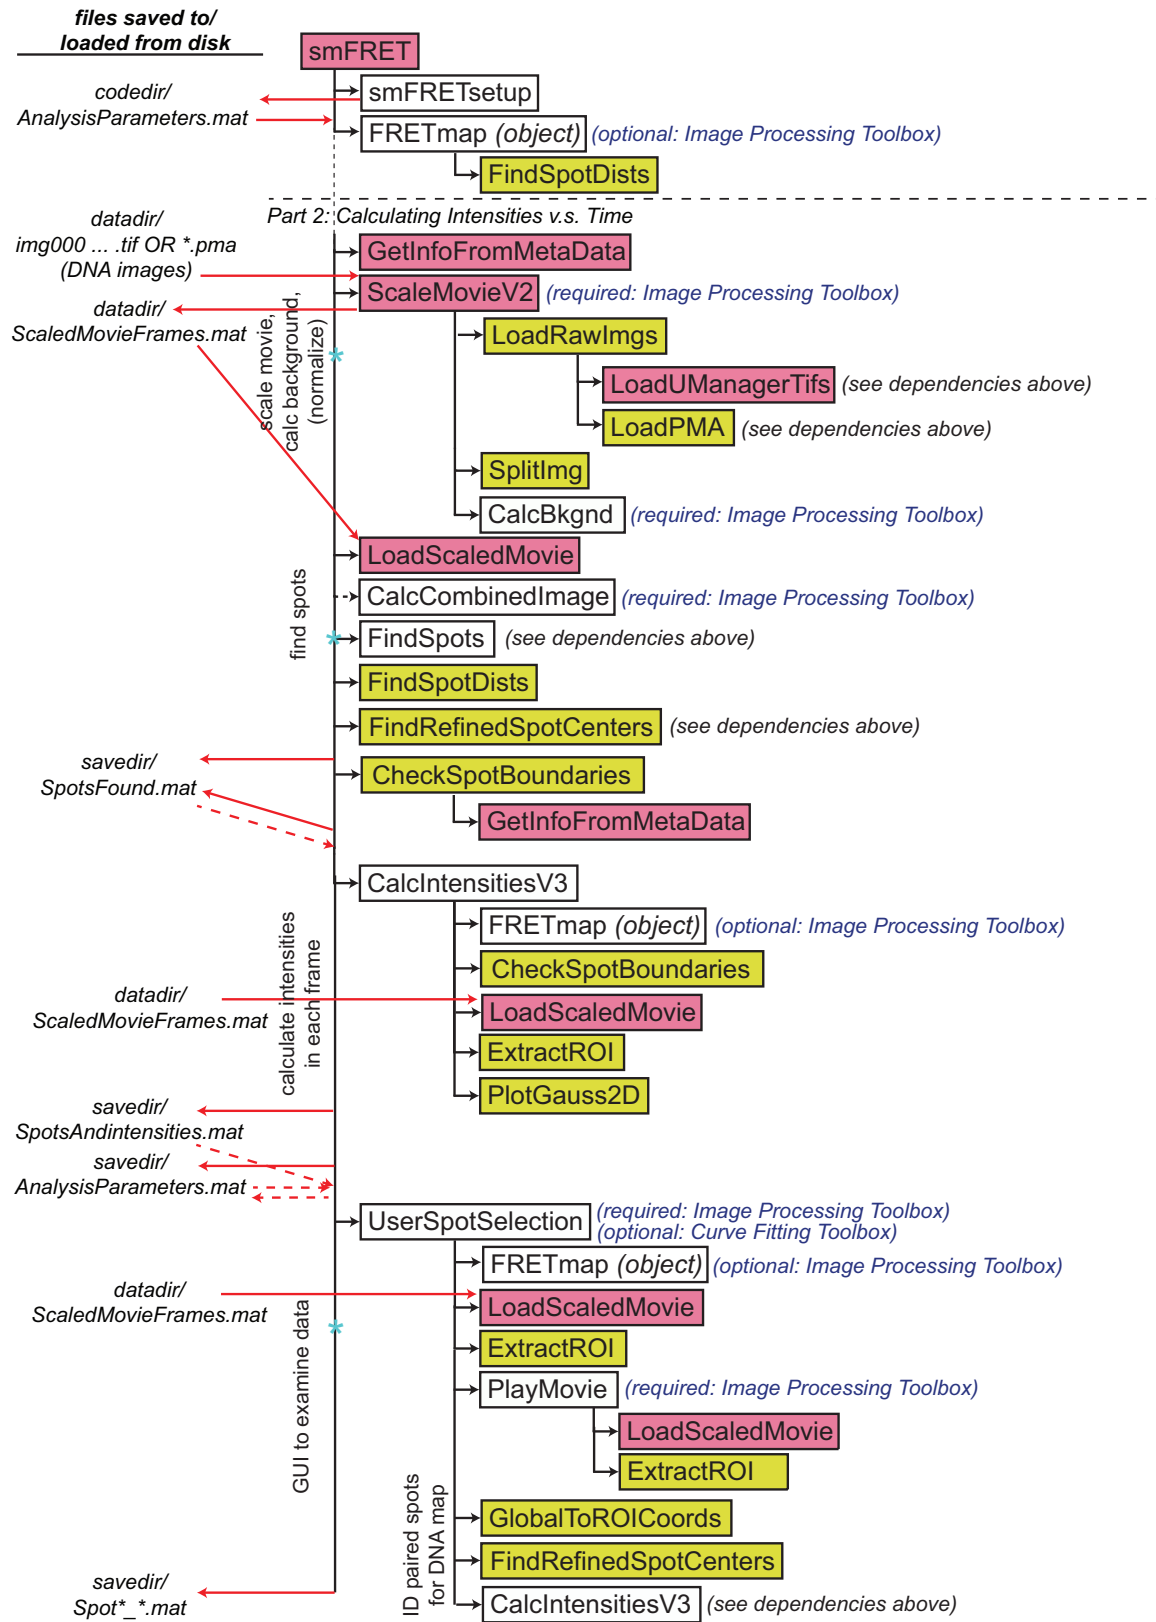 files saved to/
loaded from disk
smFRET
smFRETsetup
codedir/
AnalysisParameters.mat
FRETmap (object) (optional: Image Processing Toolbox)
FindSpotDists
Part 2: Calculating Intensities v.s. Time
datadir/
img000 ... .tif OR *.pma
(DNA images)
GetInfoFromMetaData
ScaleMovieV2 (required: Image Processing Toolbox)
datadir/
ScaledMovieFrames.mat
scale movie,
calc background,
(normalize)
*
LoadRawImgs
LoadUManagerTifs (see dependencies above)
LoadPMA (see dependencies above)
SplitImg
CalcBkgnd (required: Image Processing Toolbox)
LoadScaledMovie
find spots
CalcCombinedImage (required: Image Processing Toolbox)
* FindSpots (see dependencies above)
FindSpotDists
FindRefinedSpotCenters (see dependencies above)
savedir/
SpotsFound.mat
CheckSpotBoundaries
GetInfoFromMetaData
CalcIntensitiesV3
calculate intensities
in each frame
FRETmap (object) (optional: Image Processing Toolbox)
CheckSpotBoundaries
datadir/
ScaledMovieFrames.mat
LoadScaledMovie
ExtractROI
PlotGauss2D
savedir/
SpotsAndintensities.mat
savedir/
AnalysisParameters.mat
UserSpotSelection (required: Image Processing Toolbox)
(optional: Curve Fitting Toolbox)
FRETmap (object) (optional: Image Processing Toolbox)
datadir/
ScaledMovieFrames.mat
LoadScaledMovie
*
GUI to examine data
ExtractROI
PlayMovie (required: Image Processing Toolbox)
LoadScaledMovie
ExtractROI
ID paired spots
for DNA map
GlobalToROICoords
FindRefinedSpotCenters
savedir/
Spot*_*.mat
CalcIntensitiesV3 (see dependencies above)